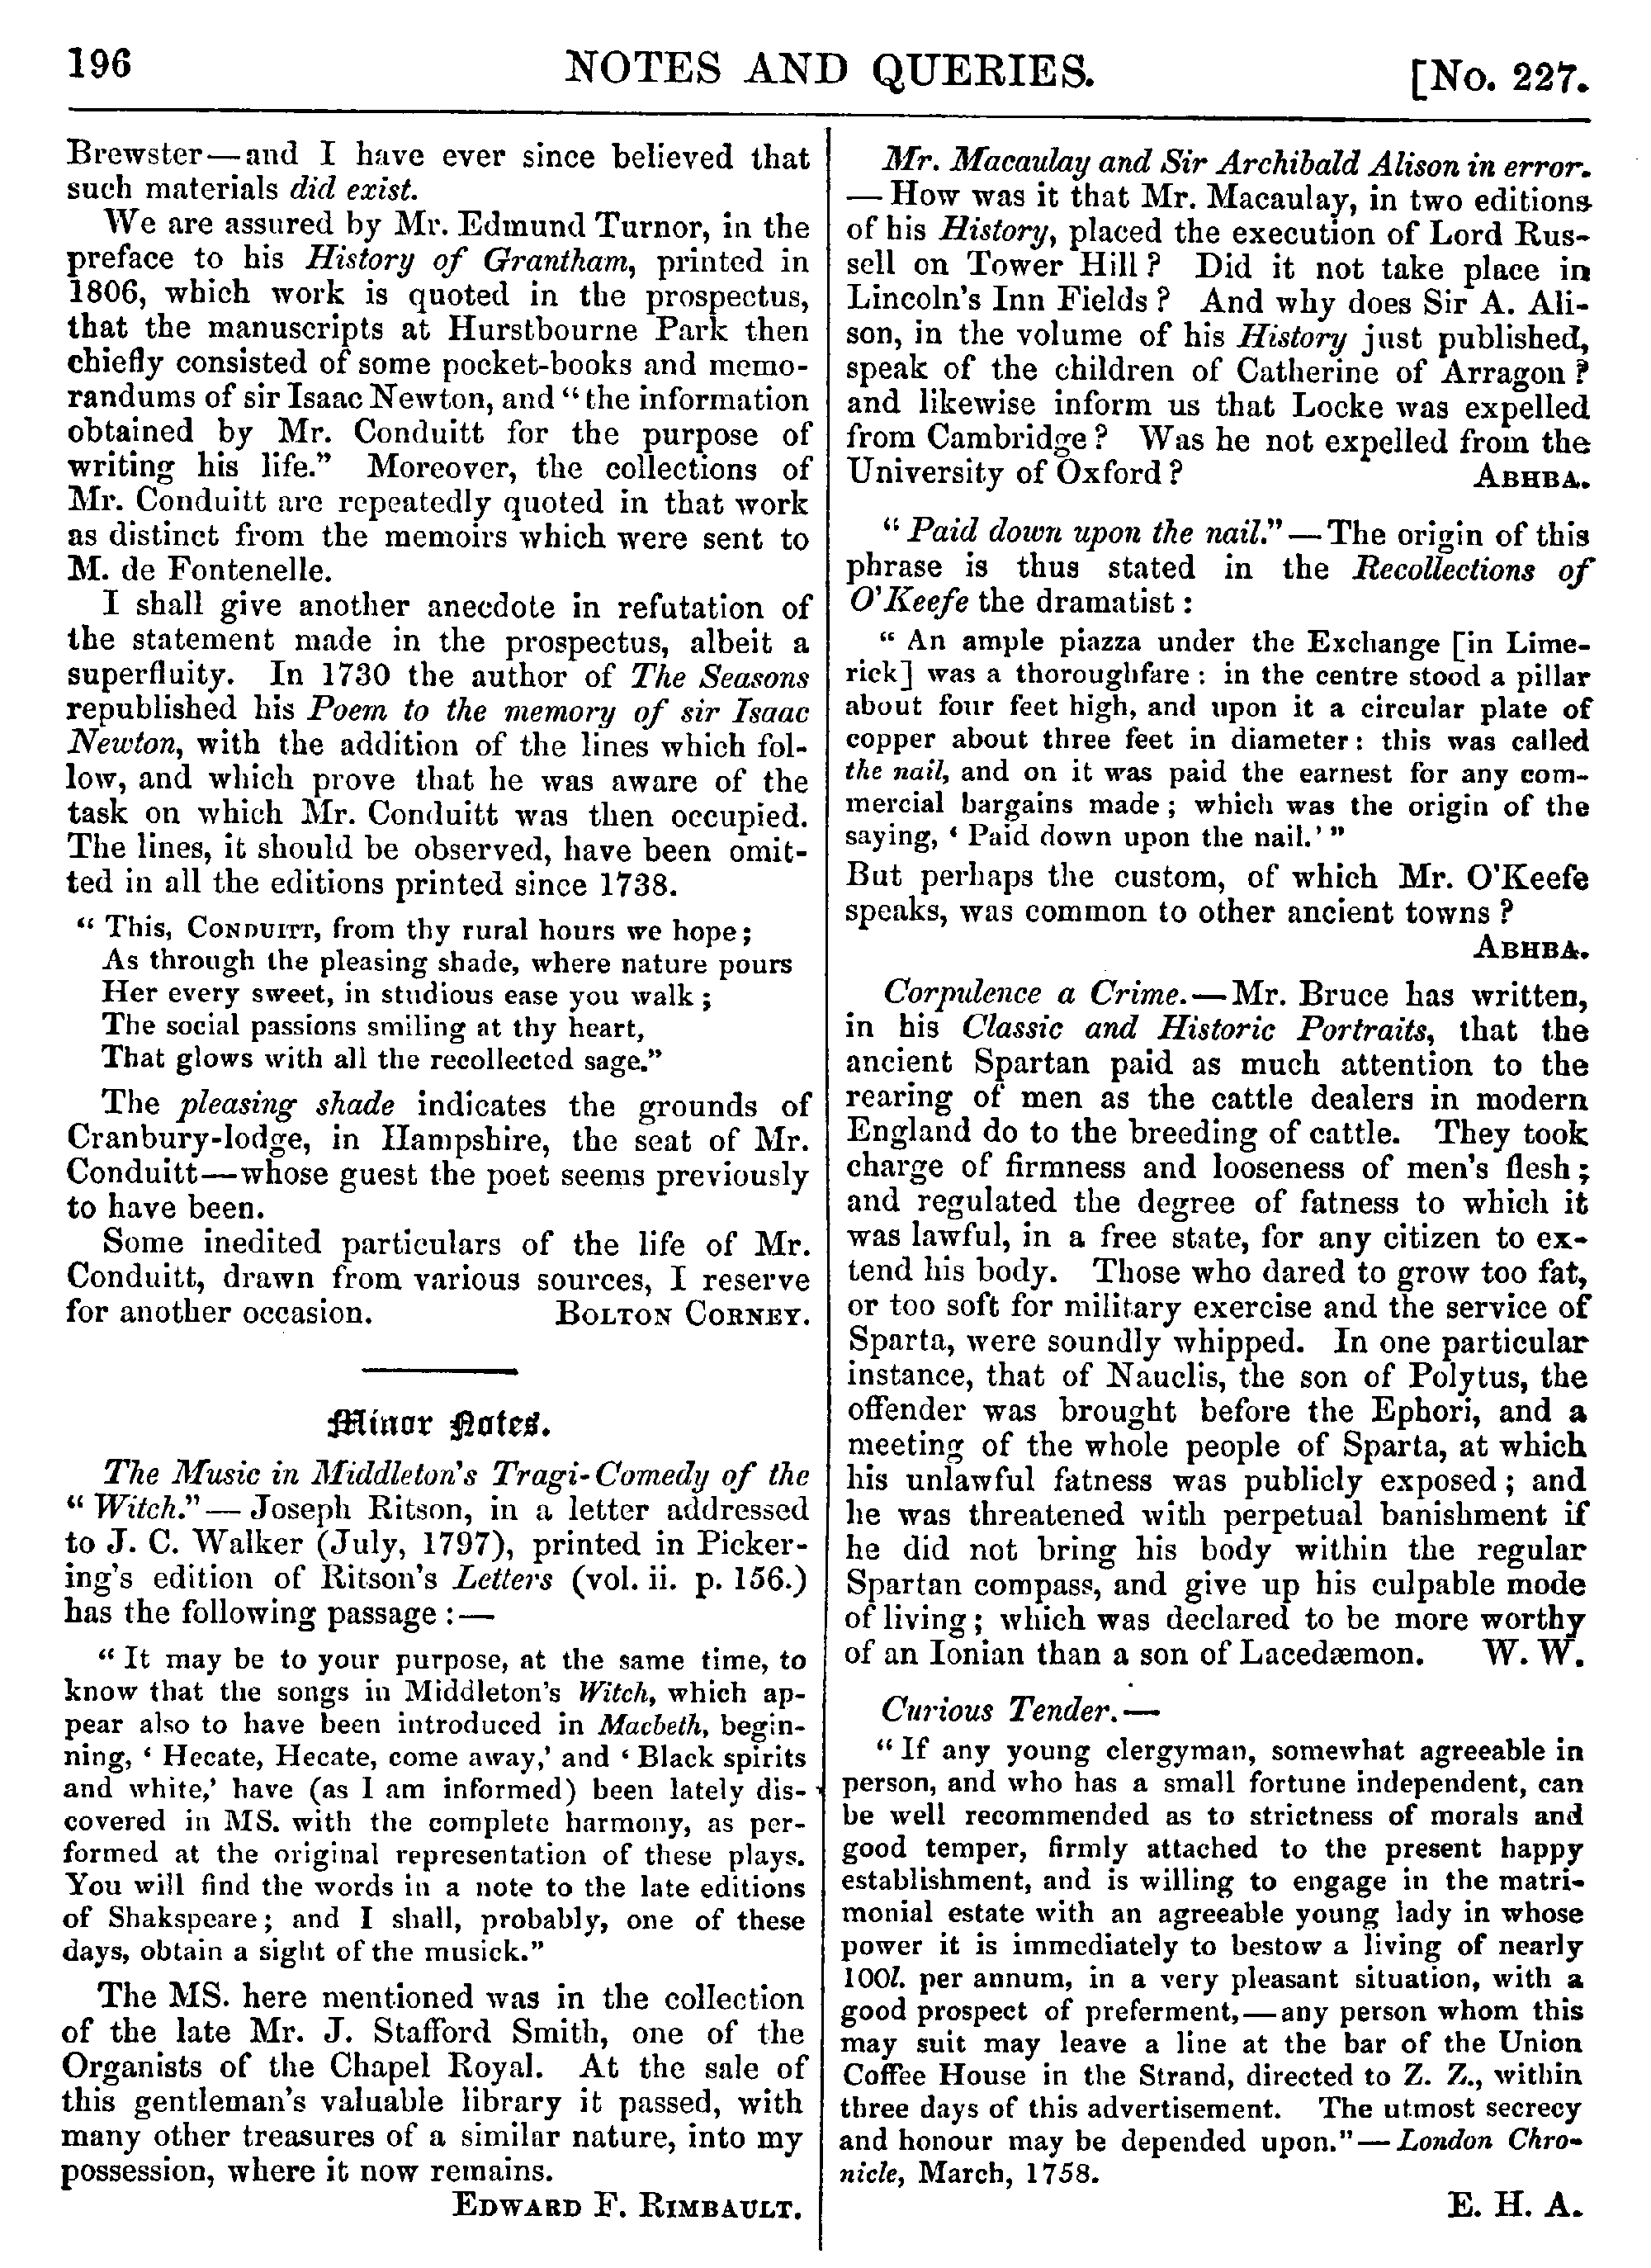 196
NOTES AND QUERIES.
[No. 227.
Brewster—and I have ever since believed that
such materials did exist.
We are assured by Mr. Edmund Turnor, in the
preface to his History of Grantham, printed in
1806, which work is quoted in the prospectus,
that the manuscripts at Hurstbourne Park then
chiefly consisted of some pocket-books and memo-
randums of sir Isaac Newton, and "the information
obtained by Mr. Conduitt for the purpose of
writing his life." Moreover, the collections of
Mr. Conduitt are repeatedly quoted in that work
as distinct from the memoirs which were sent to
M. de Fontenelle.
I shall give another anecdote in refutation of
the statement made in the prospectus, albeit a
superfluity. In 1730 the author of The Seasons
republished his Poem to the memory of sir Isaac
Newton, with the addition of the lines which fol-
low, and which prove that he was aware of the
task on which Mr. Conduitt was then occupied.
The lines, it should be observed, have been omit-
ted in all the editions printed since 1738.
"This, CONDUITT, from thy rural hours we hope;
As through the pleasing shade, where nature pours
Her every sweet, in studious ease you walk;
The social passions smiling at thy heart,
That glows with all the recollected sage."
The pleasing shade indicates the grounds of
Cranbury-lodge, in Hampshire, the seat of Mr.
Conduitt—whose guest the poet seems previously
to have been.
Some inedited particulars of the life of Mr.
Conduitt, drawn from various sources, I reserve
for another occasion. BOLTON CORNEY.
Minor Notes.
The Music in Middleton's Tragi-Comedy of the
"Witch."—Joseph Ritson, in a letter addressed
to J. C. Walker (July, 1797), printed in Picker-
ing's edition of Ritson's Letters (vol. ii. p. 156.)
has the following passage:—
"It may be to your purpose, at the same time, to
know that the songs in Middleton's Witch, which ap-
pear also to have been introduced in Macbeth, begin-
ning, 'Hecate, Hecate, come away,' and 'Black spirits
and white,' have (as I am informed) been lately dis-
covered in MS. with the complete harmony, as per-
formed at the original representation of these plays.
You will find the words in a note to the late editions
of Shakspeare; and I shall, probably, one of these
days, obtain a sight of the musick."
The MS. here mentioned was in the collection
of the late Mr. J. Stafford Smith, one of the
Organists of the Chapel Royal. At the sale of
this gentleman's valuable library it passed, with
many other treasures of a similar nature, into my
possession, where it now remains.
EDWARD F. RIMBAULT.
Mr. Macaulay and Sir Archibald Alison in error.
—How was it that Mr. Macaulay, in two editions
of his History, placed the execution of Lord Rus-
sell on Tower Hill? Did it not take place in
Lincoln's Inn Fields? And why does Sir A. Ali-
son, in the volume of his History just published,
speak of the children of Catherine of Arragon?
and likewise inform us that Locke was expelled
from Cambridge? Was he not expelled from the
University of Oxford? ABHBA.
"Paid down upon the nail."—The origin of this
phrase is thus stated in the Recollections of
O'Keefe the dramatist:
"An ample piazza under the Exchange [in Lime-
rick] was a thoroughfare: in the centre stood a pillar
about four feet high, and upon it a circular plate of
copper about three feet in diameter: this was called
the nail, and on it was paid the earnest for any com-
mercial bargains made; which was the origin of the
saying, 'Paid down upon the nail.'"
But perhaps the custom, of which Mr. O'Keefe
speaks, was common to other ancient towns?
ABHBA.
Corpulence a Crime.—Mr. Bruce has written,
in his Classic and Historic Portraits, that the
ancient Spartan paid as much attention to the
rearing of men as the cattle dealers in modern
England do to the breeding of cattle. They took
charge of firmness and looseness of men's flesh;
and regulated the degree of fatness to which it
was lawful, in a free state, for any citizen to ex-
tend his body. Those who dared to grow too fat,
or too soft for military exercise and the service of
Sparta, were soundly whipped. In one particular
instance, that of Nauclis, the son of Polytus, the
offender was brought before the Ephori, and a
meeting of the whole people of Sparta, at which
his unlawful fatness was publicly exposed; and
he was threatened with perpetual banishment if
he did not bring his body within the regular
Spartan compass, and give up his culpable mode
of living; which was declared to be more worthy
of an Ionian than a son of Lacedæmon. W. W.
Curious Tender.—
"If any young clergyman, somewhat agreeable in
person, and who has a small fortune independent, can
be well recommended as to strictness of morals and
good temper, firmly attached to the present happy
establishment, and is willing to engage in the matri-
monial estate with an agreeable young lady in whose
power it is immediately to bestow a living of nearly
100l. per annum, in a very pleasant situation, with a
good prospect of preferment,—any person whom this
may suit may leave a line at the bar of the Union
Coffee House in the Strand, directed to Z. Z., within
three days of this advertisement. The utmost secrecy
and honour may be depended upon."—London Chro-
nicle, March, 1758.
E. H. A.